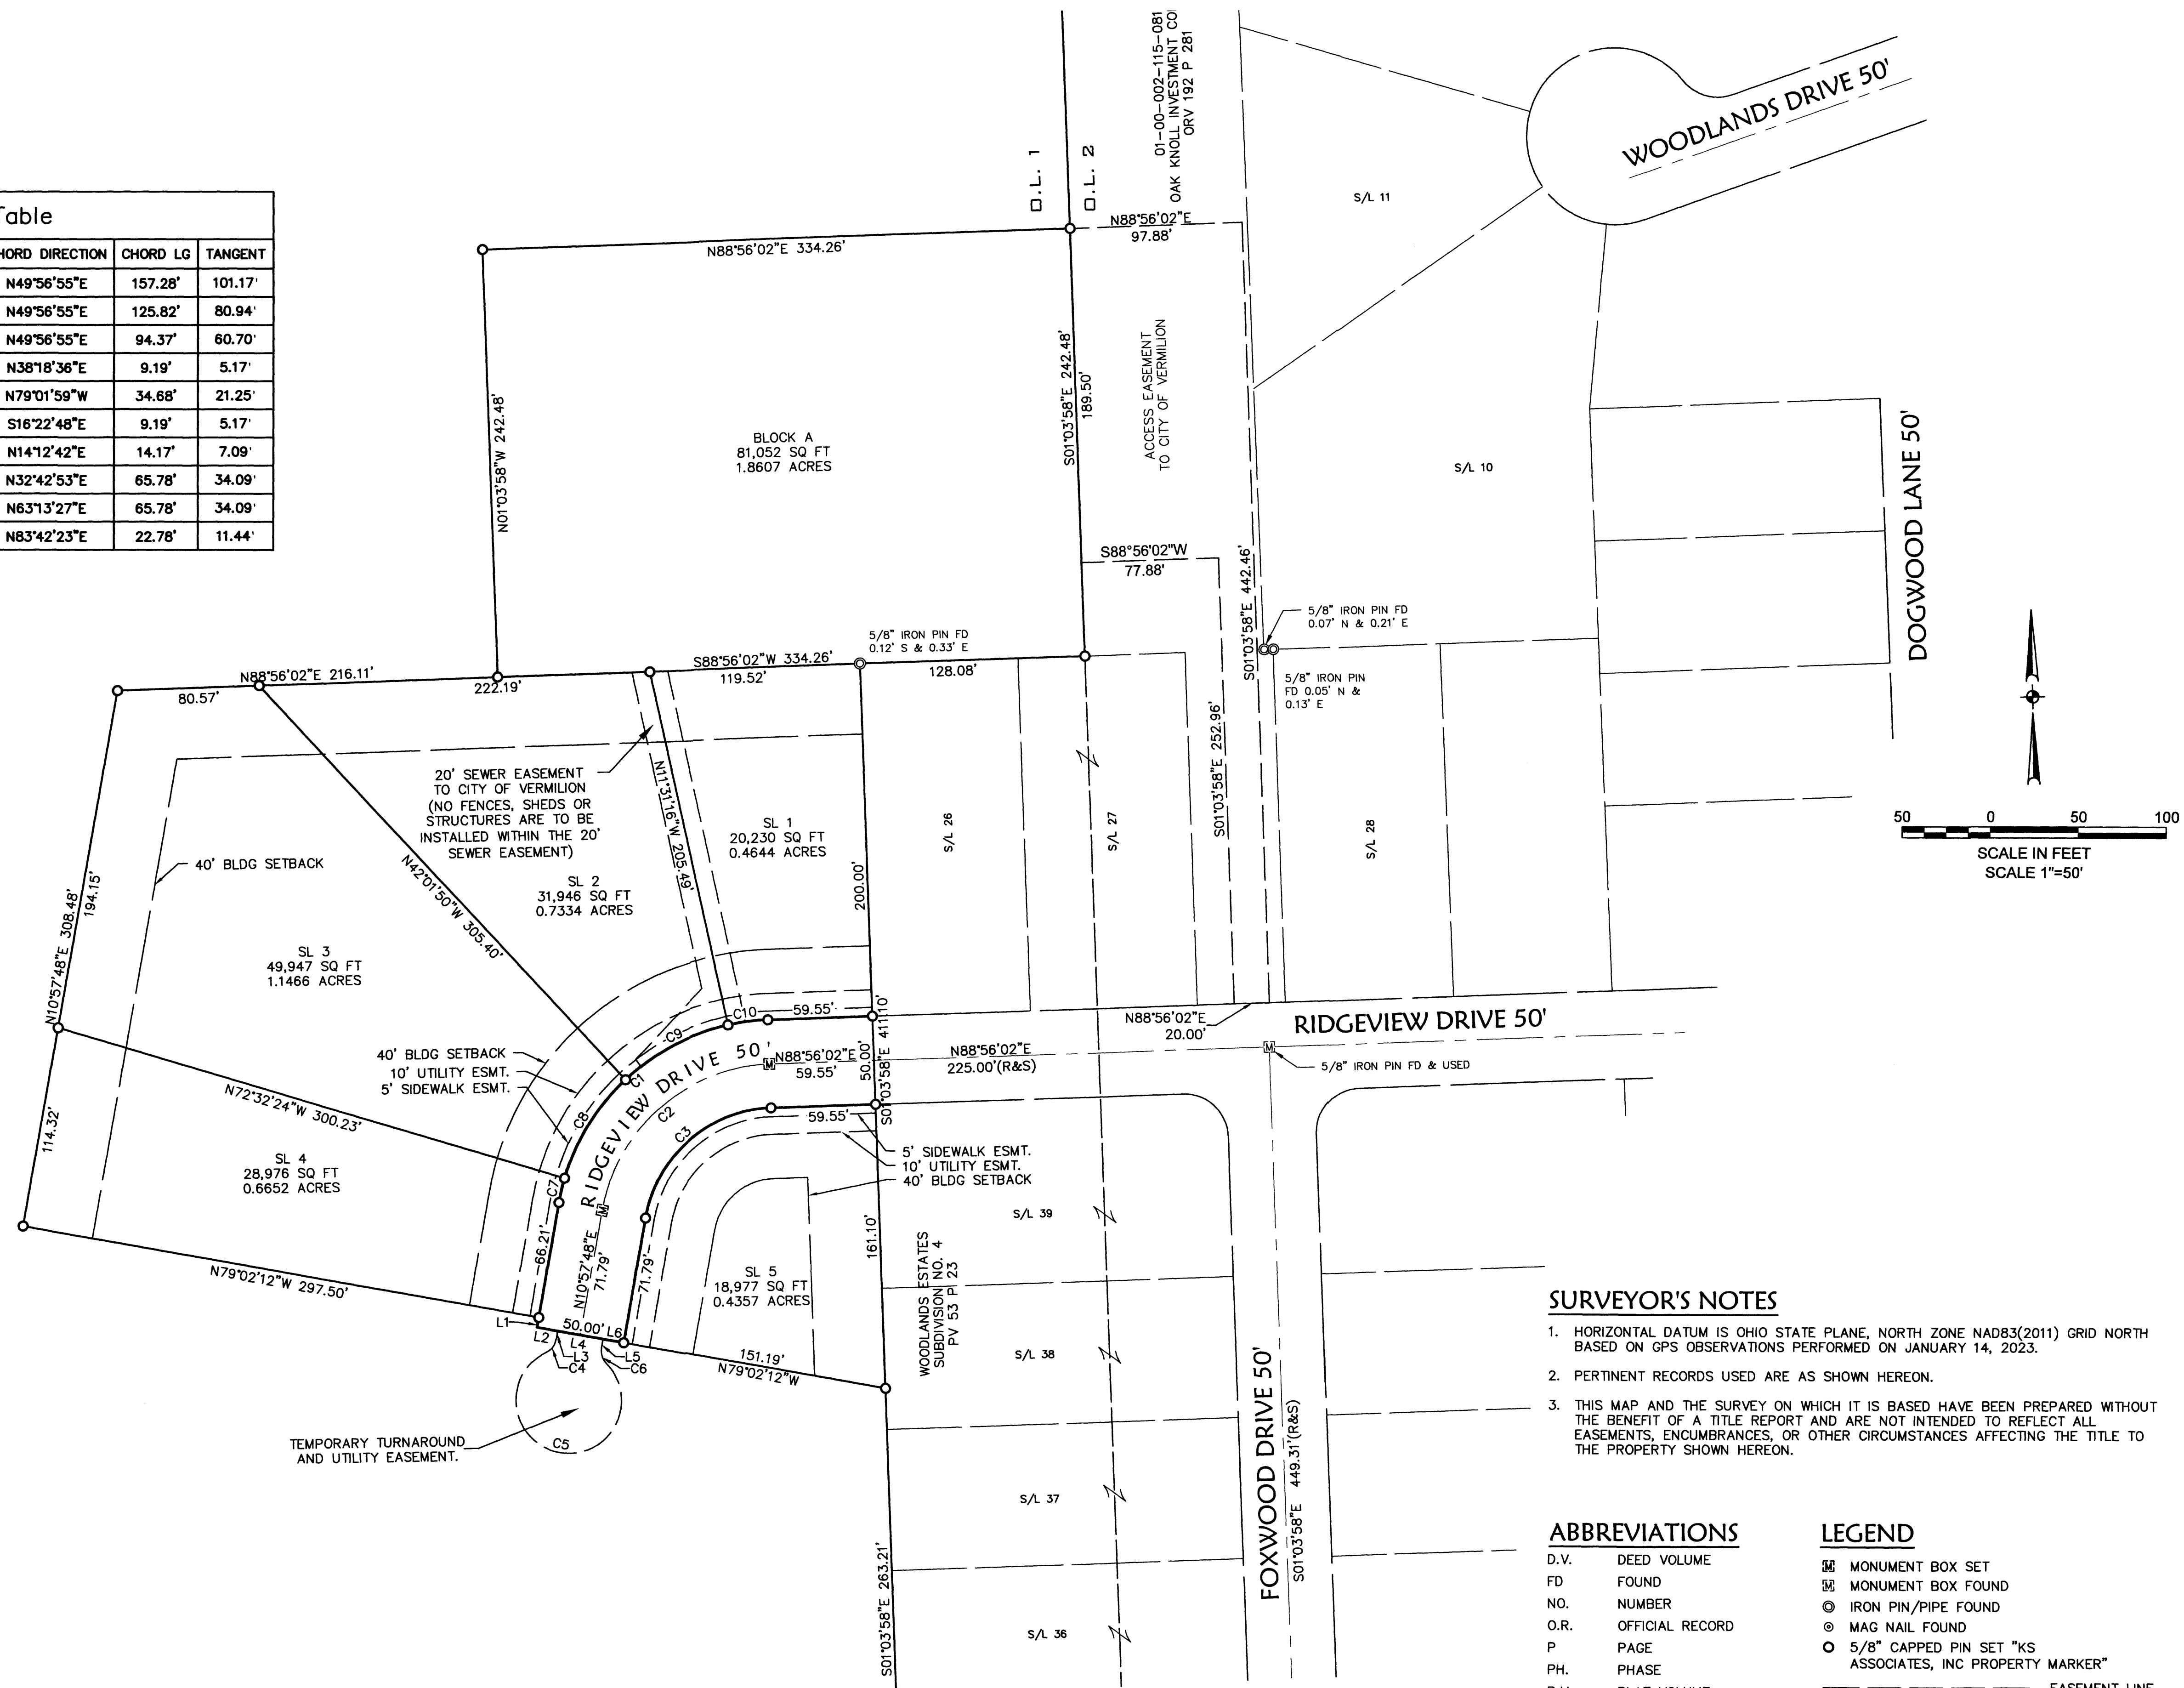 Table
CHORD DIRECTION CHORD LG TANGENT
N49°56'55"E 157.28' 101.17'
N49°56'55"E 125.82' 80.94'
N49°56'55"E 94.37' 60.70'
N38°18'36"E 9.19' 5.17'
N79°01'59"W 34.68' 21.25'
S16°22'48"E 9.19' 5.17'
N14°12'42"E 14.17' 7.09'
N32°42'53"E 65.78' 34.09'
N63°13'27"E 65.78' 34.09'
N83°42'23"E 22.78' 11.44'
O.L. 1
O.L. 2
01-00-002-115-081
OAK KNOLL INVESTMENT CO
ORV 192 P 281
WOODLANDS DRIVE 50'
S/L 11
N88°56'02"E
97.88'
N88°56'02"E 334.26'
N01°03'58"W 242.48'
BLOCK A
81,052 SQ FT
1.8607 ACRES
S01°03'58"E 242.48'
189.50'
ACCESS EASEMENT
TO CITY OF VERMILION
S/L 10
DOGWOOD LANE 50'
S88°56'02"W
77.88'
S01°03'58"E 442.46'
5/8" IRON PIN FD
0.07' N & 0.21' E
5/8" IRON PIN
FD 0.05' N &
0.13' E
5/8" IRON PIN FD
0.12' S & 0.33' E
S88°56'02"W 334.26'
119.52'
128.08'
N88°56'02"E 216.11'
80.57'
222.19'
S01°03'58"E 252.96'
20' SEWER EASEMENT
TO CITY OF VERMILION
(NO FENCES, SHEDS OR
STRUCTURES ARE TO BE
INSTALLED WITHIN THE 20'
SEWER EASEMENT)
N11°31'16"W 205.49'
SL 1
20,230 SQ FT
0.4644 ACRES
SL 2
31,946 SQ FT
0.7334 ACRES
40' BLDG SETBACK
N42°01'50"W 305.40'
200.00'
S/L 26
S/L 27
S/L 28
50 0 50 100
SCALE IN FEET
SCALE 1"=50'
N10°57'48"E 308.48'
194.15'
SL 3
49,947 SQ FT
1.1466 ACRES
C10
59.55'
C9
C1
40' BLDG SETBACK
10' UTILITY ESMT.
5' SIDEWALK ESMT.
RIDGEVIEW DRIVE 50'
N88°56'02"E
59.55'
50.00'
S01°03'58"E 411.10'
N88°56'02"E
225.00'(R&S)
N88°56'02"E
20.00'
RIDGEVIEW DRIVE 50'
5/8" IRON PIN FD & USED
C8
C2
C3
59.55'
5' SIDEWALK ESMT.
10' UTILITY ESMT.
40' BLDG SETBACK
N72°32'24"W 300.23'
114.32'
SL 4
28,976 SQ FT
0.6652 ACRES
C7
66.21'
N10°57'48"E
71.79'
71.79'
161.10'
S/L 39
WOODLANDS ESTATES
SUBDIVISION NO. 4
PV 53 P 23
SL 5
18,977 SQ FT
0.4357 ACRES
N79°02'12"W 297.50'
L1
L2
50.00'
L6
L4
L3
C4
L5
C6
151.19'
N79°02'12"W
S/L 38
C5
TEMPORARY TURNAROUND
AND UTILITY EASEMENT.
S/L 37
S/L 36
S01°03'58"E 263.21'
FOXWOOD DRIVE 50'
S01°03'58"E 449.31'(R&S)
SURVEYOR'S NOTES
1. HORIZONTAL DATUM IS OHIO STATE PLANE, NORTH ZONE NAD83(2011) GRID NORTH
BASED ON GPS OBSERVATIONS PERFORMED ON JANUARY 14, 2023.
2. PERTINENT RECORDS USED ARE AS SHOWN HEREON.
3. THIS MAP AND THE SURVEY ON WHICH IT IS BASED HAVE BEEN PREPARED WITHOUT
THE BENEFIT OF A TITLE REPORT AND ARE NOT INTENDED TO REFLECT ALL
EASEMENTS, ENCUMBRANCES, OR OTHER CIRCUMSTANCES AFFECTING THE TITLE TO
THE PROPERTY SHOWN HEREON.
ABBREVIATIONS
D.V. DEED VOLUME
FD FOUND
NO. NUMBER
O.R. OFFICIAL RECORD
P PAGE
PH. PHASE
LEGEND
M MONUMENT BOX SET
M MONUMENT BOX FOUND
IRON PIN/PIPE FOUND
MAG NAIL FOUND
5/8" CAPPED PIN SET "KS
ASSOCIATES, INC PROPERTY MARKER"
EASEMENT LINE